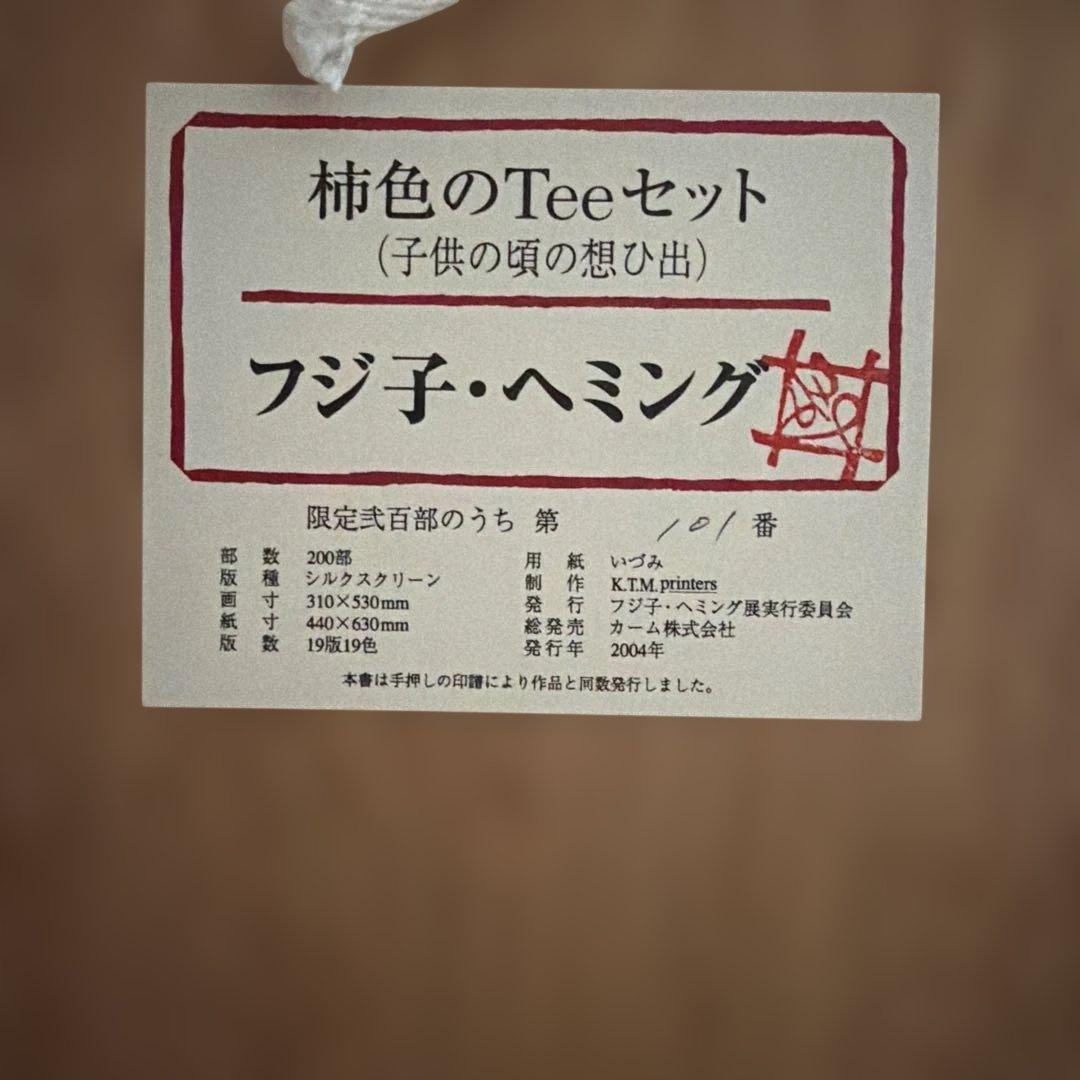 柿色のTeeセット
(子供の頃の想ひ出)
フジ子・ヘミング
限定弐百部のうち 第 101 番
部数 200部
版種 シルクスクリーン
画寸 310×530mm
紙寸 440×630mm
版数 19版19色
用紙 いづみ
制作 K.T.M.printers
発行 フジ子・ヘミング展実行委員会
総発売 カーム株式会社
発行年 2004年
本書は手押しの印譜により作品と同数発行しました。